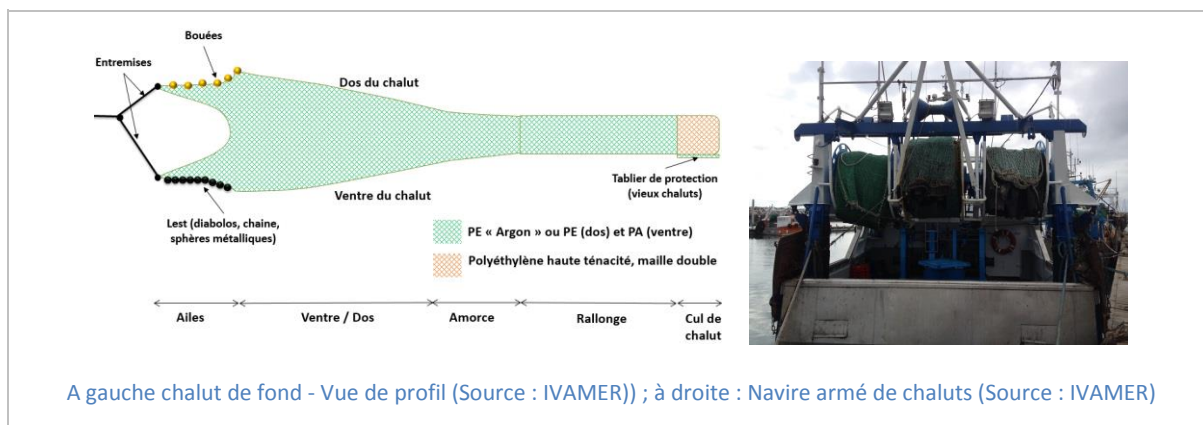 Bouées
Entremises
Dos du chalut
Tablier de protection
(vieux chaluts)
Ventre du chalut
Lest (diabolos, chaine,
sphères métalliques)
PE « Argon » ou PE (dos) et PA (ventre)
Polyéthylène haute ténacité, maille double
Ailes
Ventre / Dos
Amorce
Rallonge
Cul de
chalut
A gauche chalut de fond - Vue de profil (Source : IVAMER)) ; à droite : Navire armé de chaluts (Source : IVAMER)